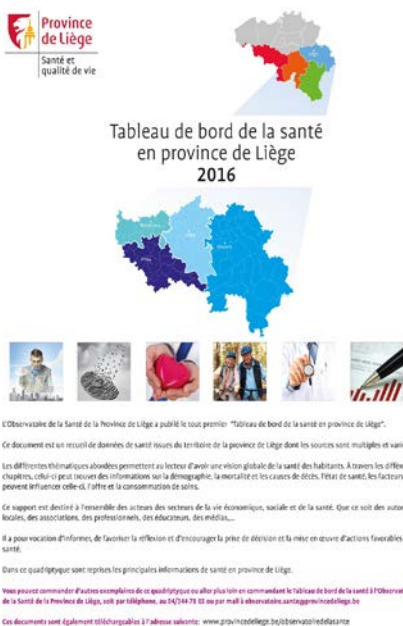 Province
de Liège
Santé et
qualité de vie
Tableau de bord de la santé
en province de Liège
2016
L'Observatoire de la Santé de la Province de Liège a publié le tout premier "Tableau de bord de la santé en province de Liège".
Ce document est un recueil de données de santé issues du territoire de la province de Liège dont les sources sont multiples et
Les différentes thématiques abordées permettent au lecteur d'avoir une vision globale de la santé des habitants. A travers les
chapitres, celui-ci peut trouver des informations sur la démographie, la mortalité et les causes de décès, l'état de santé, les facteurs
peuvent influencer celle-ci, l'offre et la consommation de soins.
Ce support est destiné à l'ensemble des acteurs des secteurs de la vie économique, sociale et de la santé. Que ce soit des
locales, des associations, des professionnels, des éducateurs, des médias,...
Il a pour vocation d'informer, de favoriser la réflexion et d'encourager la prise de décision et la mise en œuvre d'actions favorables
santé.
Dans ce quadriptyque sont reprises les principales informations de santé en province de Liège.
Vous pouvez commander d'autres exemplaires de ce quadriptyque ou aller plus loin en commandant le Tableau de bord de la santé à
de la Santé de la Province de Liège, soit par téléphone, au ou par mail à observatoire.sante@provincedeliege.be
Ces documents sont également téléchargeables à l'adresse suivante: www.provincedeliege.be/observatoiredelasante